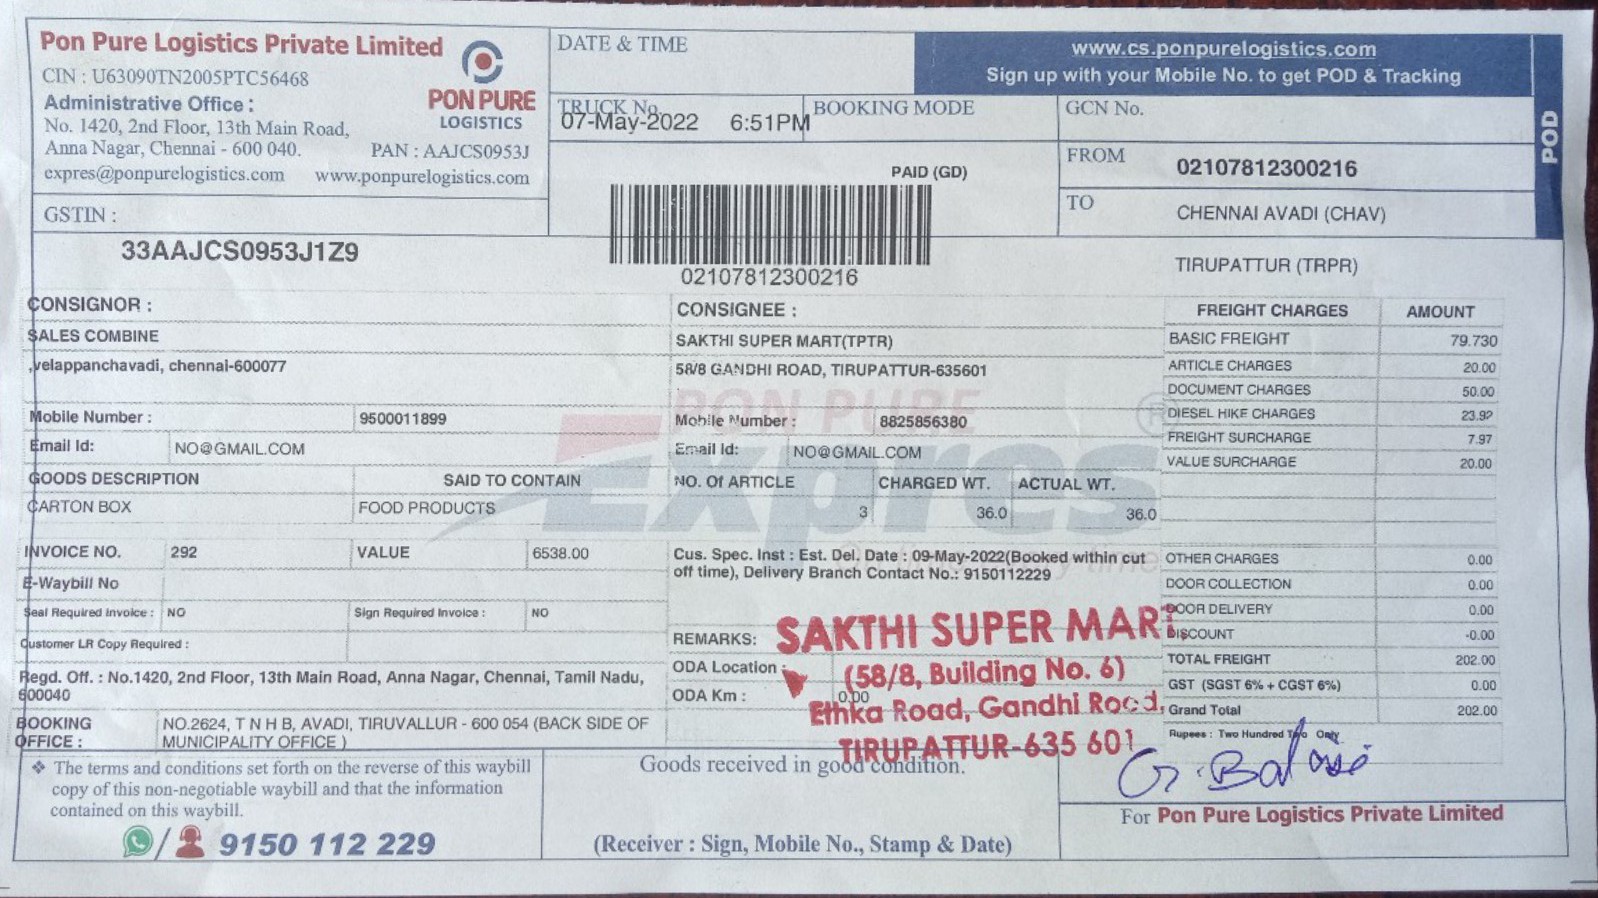 Pon Pure Logistics Private Limited
CIN : U63090TN2005PTC56468
Administrative Office :
No. 1420, 2nd Floor, 13th Main Road,
Anna Nagar, Chennai - 600 040. PAN : AAJCS0953J
expres@ponpurelogistics.com www.ponpurelogistics.com
PON PURE
LOGISTICS
GSTIN :
33AAJCS0953J1Z9
DATE & TIME
TRUCK No.
07-May-2022 6:51PM
BOOKING MODE
PAID (GD)
02107812300216
www.cs.ponpurelogistics.com
Sign up with your Mobile No. to get POD & Tracking
POD
GCN No.
FROM 02107812300216
TO CHENNAI AVADI (CHAV)
TIRUPATTUR (TRPR)
CONSIGNOR :
SALES COMBINE
,velappanchavadi, chennai-600077
Mobile Number : 9500011899
Email Id: NO@GMAIL.COM
GOODS DESCRIPTION SAID TO CONTAIN
CARTON BOX FOOD PRODUCTS
INVOICE NO. 292 VALUE 6538.00
E-Waybill No
Seal Required Invoice : NO Sign Required Invoice : NO
Customer LR Copy Required :
Regd. Off. : No.1420, 2nd Floor, 13th Main Road, Anna Nagar, Chennai, Tamil Nadu,
600040
BOOKING OFFICE : NO.2624, T N H B, AVADI, TIRUVALLUR - 600 054 (BACK SIDE OF
MUNICIPALITY OFFICE )
CONSIGNEE :
SAKTHI SUPER MART(TPTR)
58/8 GANDHI ROAD, TIRUPATTUR-635601
PON PURE
Expres
Mobile Number : 8825856380
Email Id: NO@GMAIL.COM
NO. Of ARTICLE CHARGED WT. ACTUAL WT.
3 36.0 36.0
Cus. Spec. Inst : Est. Del. Date : 09-May-2022(Booked within cut
off time), Delivery Branch Contact No.: 9150112229
time
REMARKS:
ODA Location :
ODA Km : 0.00
SAKTHI SUPER MART
(58/8, Building No. 6)
Ethka Road, Gandhi Road,
TIRUPATTUR-635 601
FREIGHT CHARGES AMOUNT
BASIC FREIGHT 79.730
ARTICLE CHARGES 20.00
DOCUMENT CHARGES 50.00
DIESEL HIKE CHARGES 23.92
FREIGHT SURCHARGE 7.97
VALUE SURCHARGE 20.00
OTHER CHARGES 0.00
DOOR COLLECTION 0.00
DOOR DELIVERY 0.00
DISCOUNT -0.00
TOTAL FREIGHT 202.00
GST (SGST 6% + CGST 6%) 0.00
Grand Total 202.00
Rupees : Two Hundred Two Only
❖ The terms and conditions set forth on the reverse of this waybill
copy of this non-negotiable waybill and that the information
contained on this waybill.
/ 9150 112 229
Goods received in good condition.
(Receiver : Sign, Mobile No., Stamp & Date)
For Pon Pure Logistics Private Limited